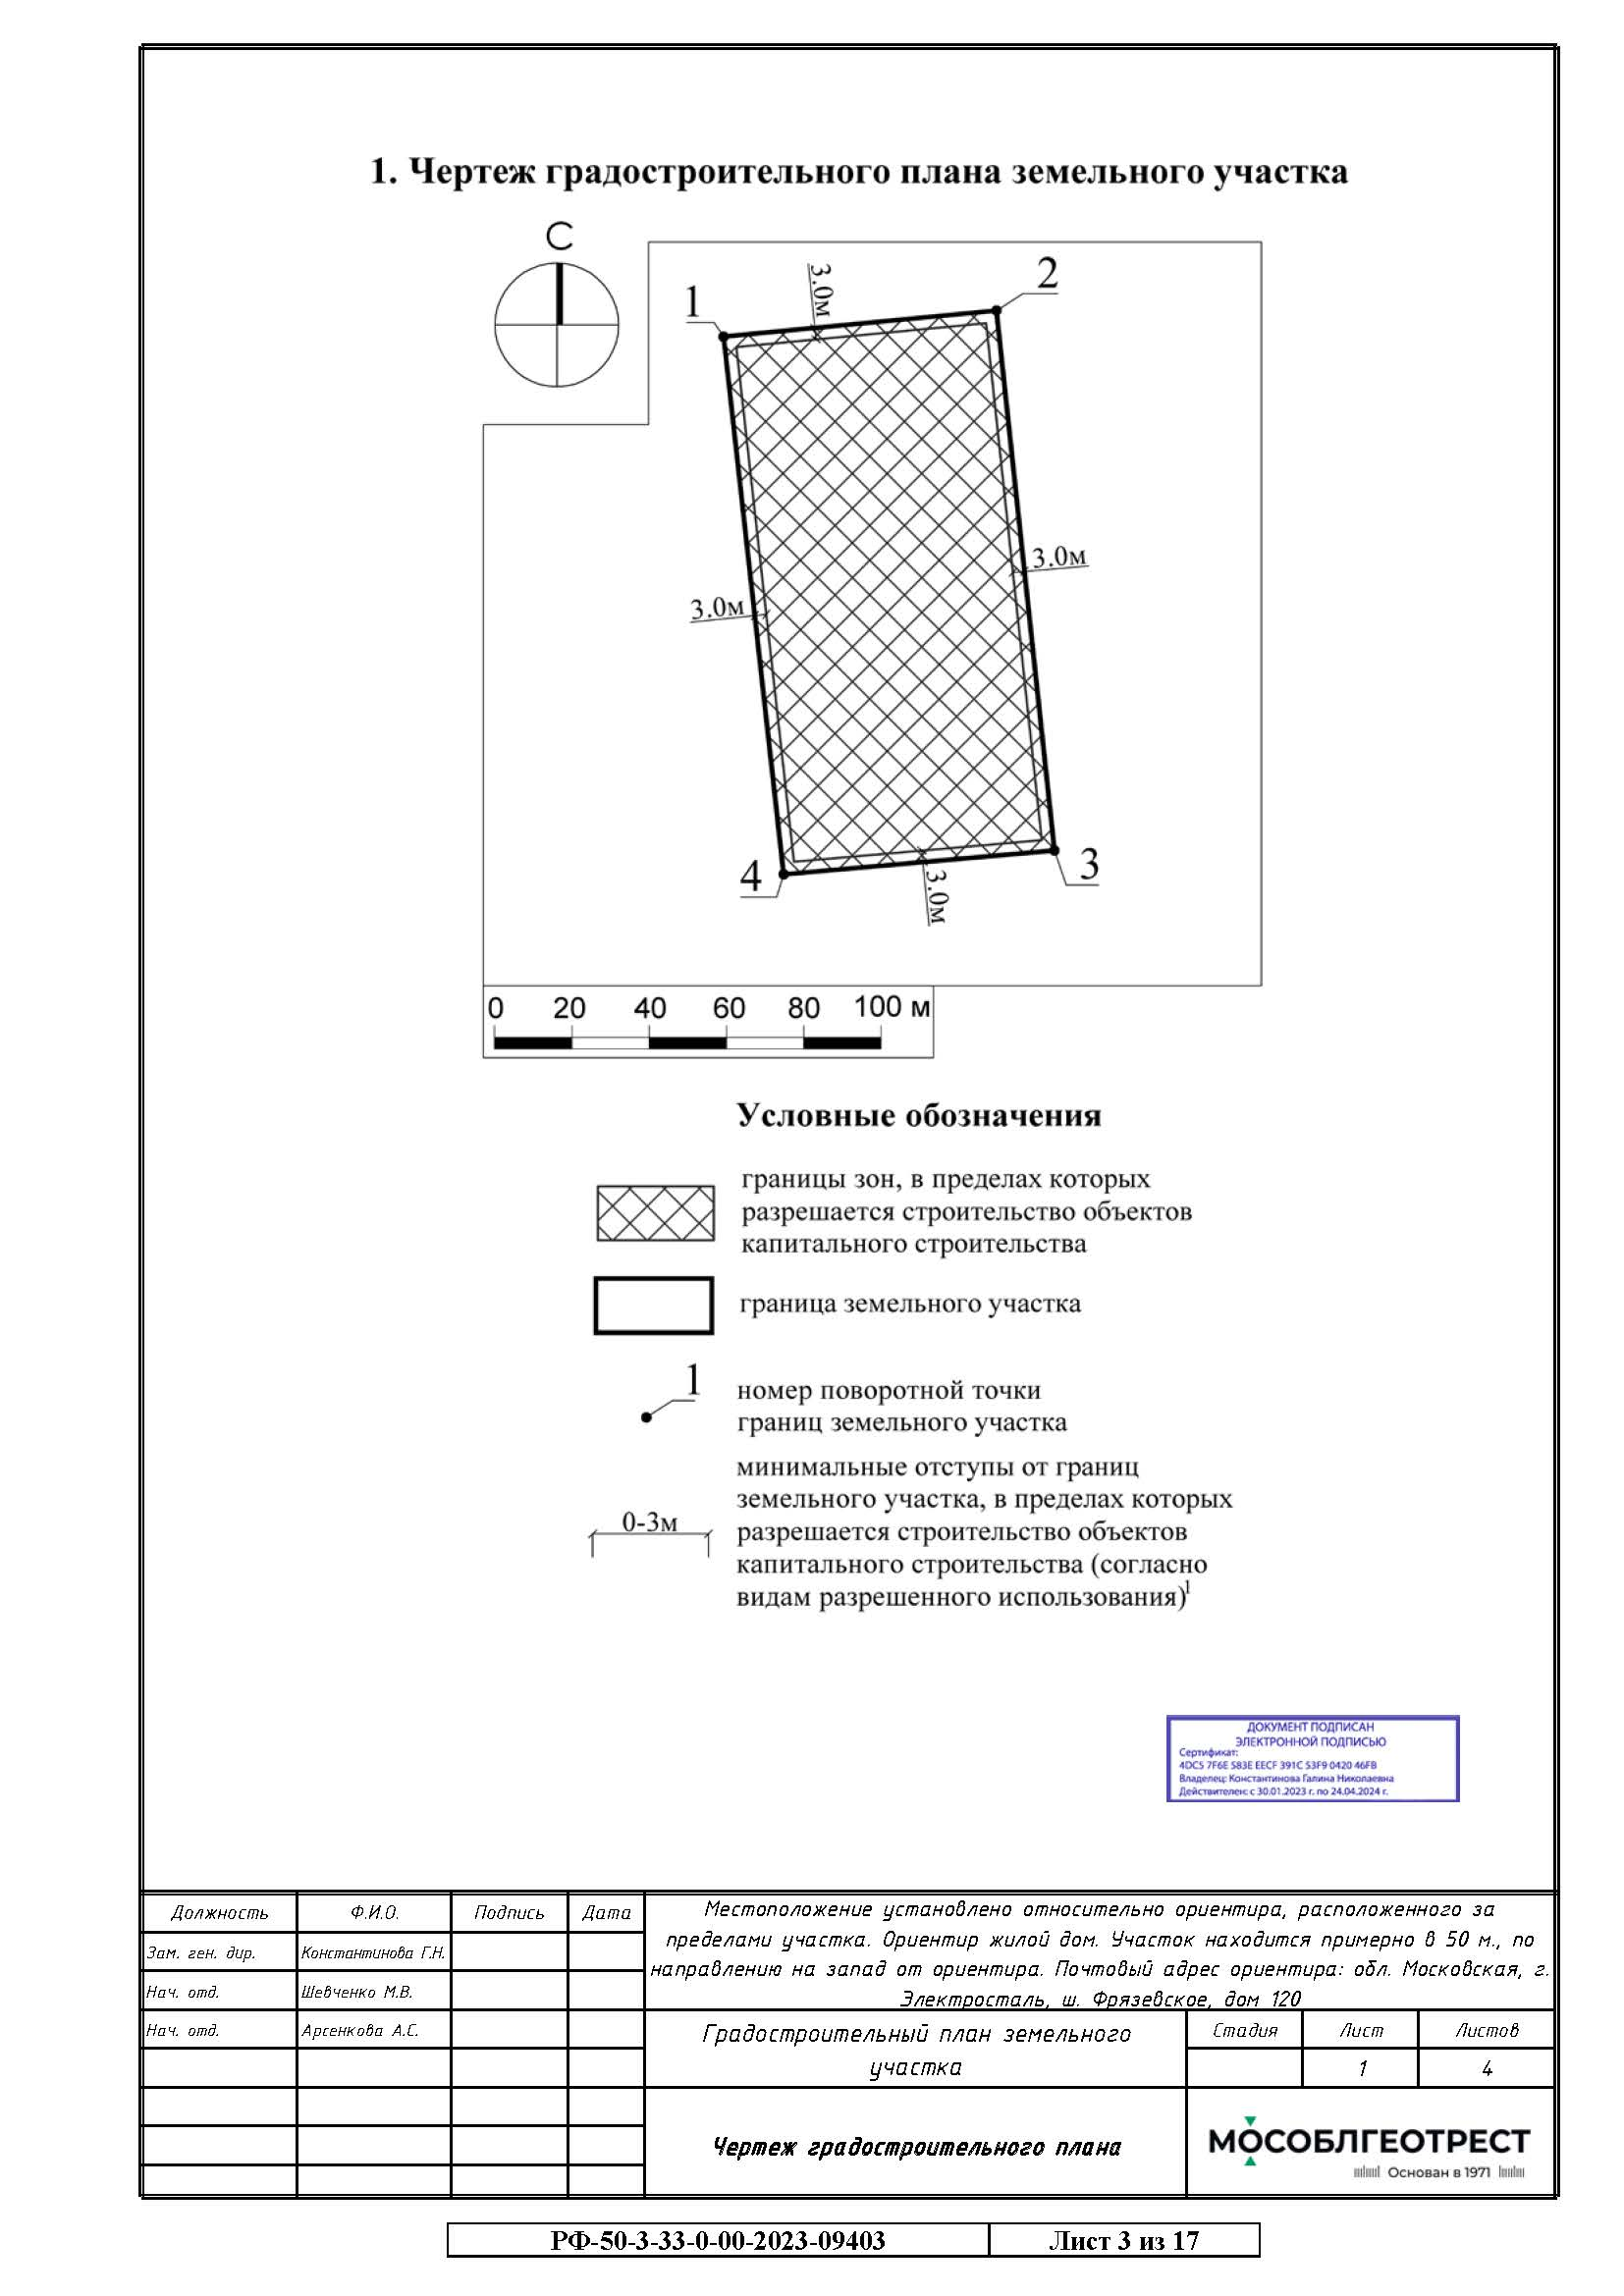 1. Чертеж градостроительного плана земельного участка
С
1
2
3.0м
3.0м
3.0м
3.0м
4
3
0 20 40 60 80 100 м
Условные обозначения
границы зон, в пределах которых
разрешается строительство объектов
капитального строительства
граница земельного участка
1
номер поворотной точки
границ земельного участка
0-3м
минимальные отступы от границ
земельного участка, в пределах которых
разрешается строительство объектов
капитального строительства (согласно
видам разрешенного использования)1
ДОКУМЕНТ ПОДПИСАН
ЭЛЕКТРОННОЙ ПОДПИСЬЮ
Сертификат:
4DC5 7F6E 583E EECF 391C 53F9 0420 46FB
Владелец: Константинова Галина Николаевна
Действителен: с 30.01.2023 г. по 24.04.2024 г.
Должность Ф.И.О. Подпись Дата
Зам. ген. дир. Константинова Г.Н.
Нач. отд. Шевченко М.В.
Нач. отд. Арсенкова А.С.
Местоположение установлено относительно ориентира, расположенного за
пределами участка. Ориентир жилой дом. Участок находится примерно в 50 м., по
направлению на запад от ориентира. Почтовый адрес ориентира: обл. Московская, г.
Электросталь, ш. Фрязевское, дом 120
Градостроительный план земельного
участка
Стадия Лист Листов
1 4
Чертеж градостроительного плана
МОСОБЛГЕОТРЕСТ
Основан в 1971
РФ-50-3-33-0-00-2023-09403 Лист 3 из 17